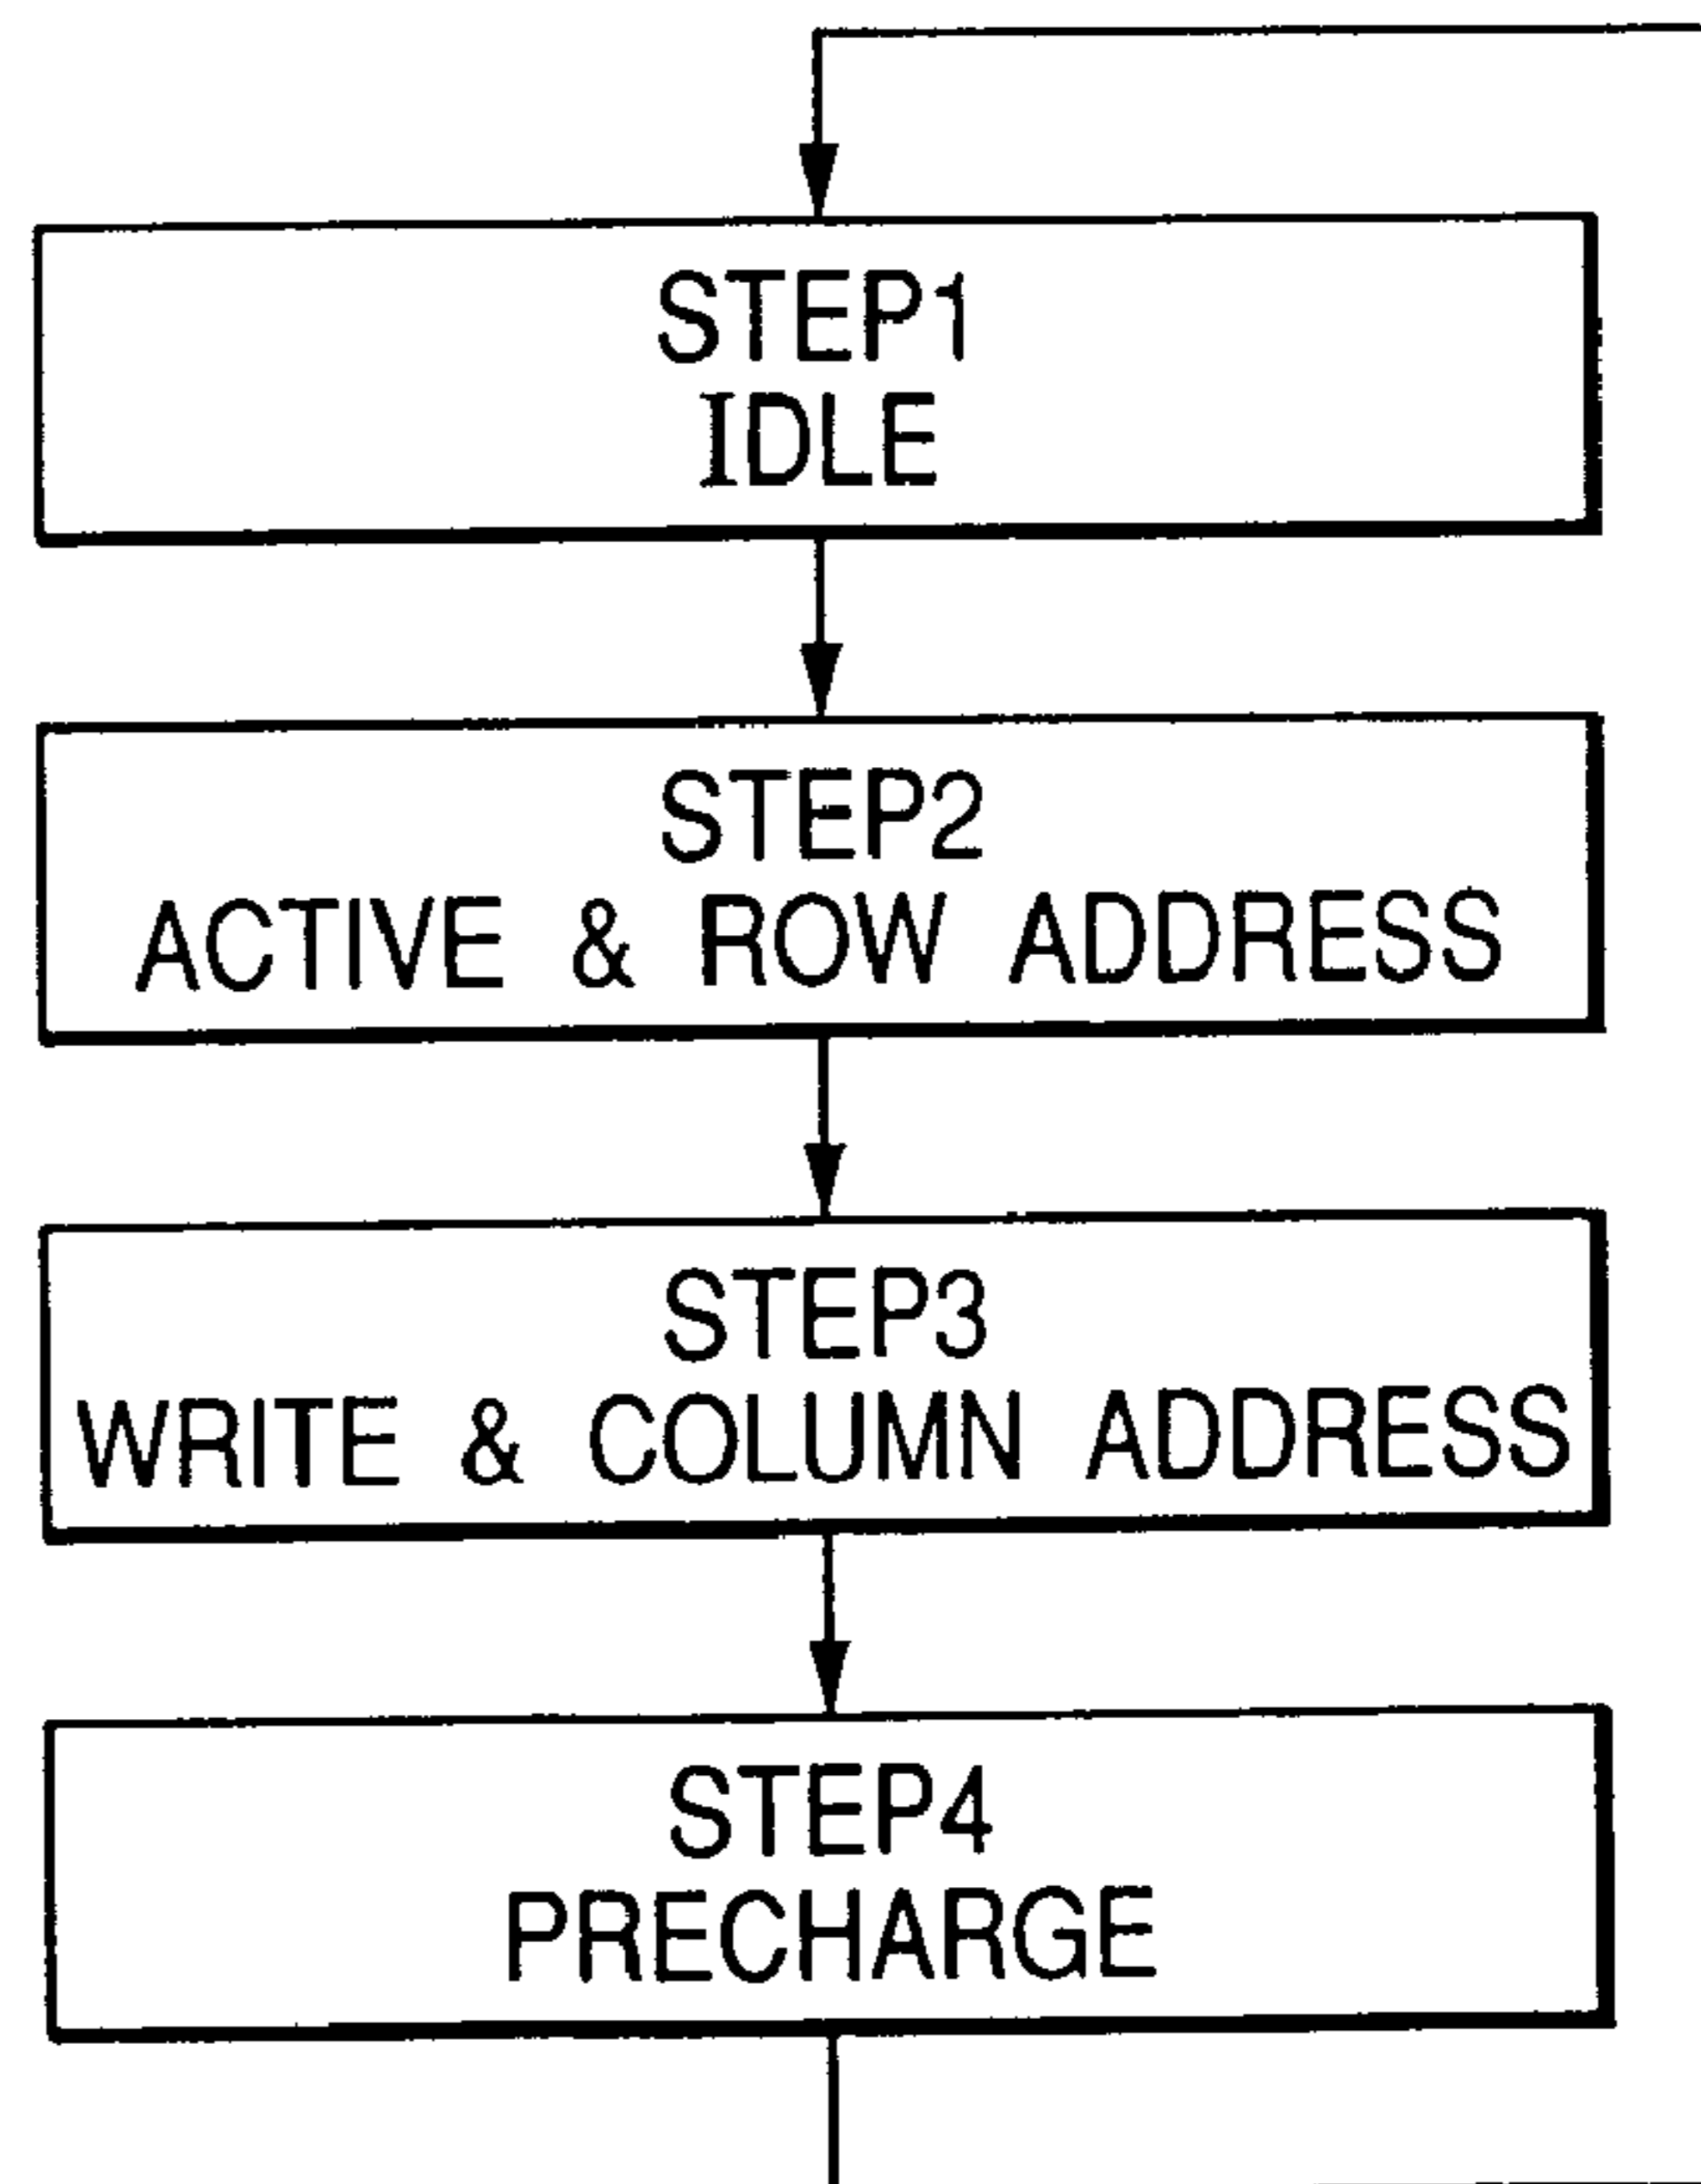 STEP1
IDLE
STEP2
ACTIVE & ROW ADDRESS
STEP3
WRITE & COLUMN ADDRESS
STEP4
PRECHARGE